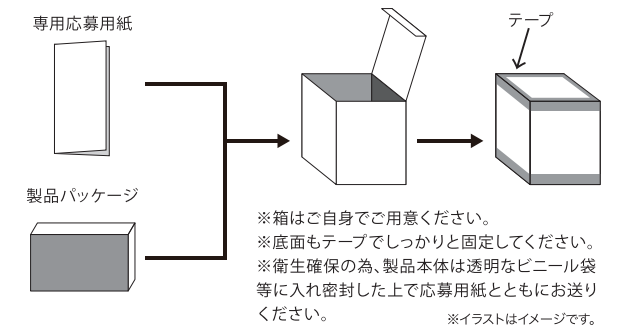 専用応募用紙
テープ
製品パッケージ
※箱はご自身でご用意ください。
※底面もテープでしっかりと固定してください。
※衛生確保の為、製品本体は透明なビニール袋
等に入れ密封した上で応募用紙とともにお送り
ください。
※イラストはイメージです。